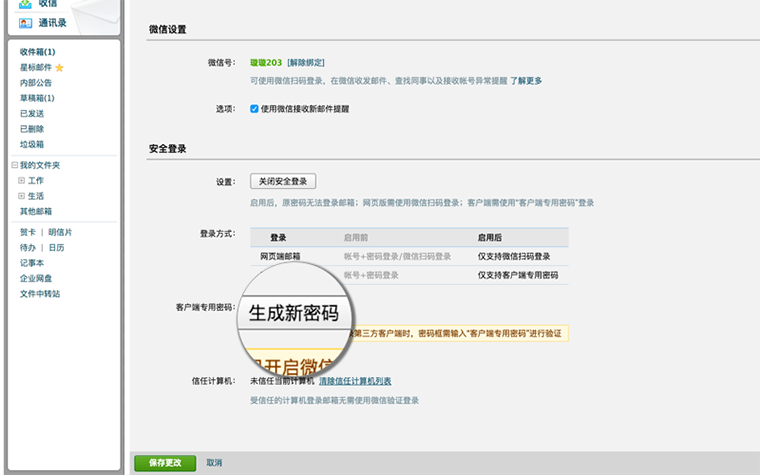 收信
通讯录
收件箱(1)
星标邮件
内部公告
草稿箱(1)
已发送
已删除
垃圾箱
我的文件夹
工作
生活
其他邮箱
贺卡 | 明信片
待办 | 日历
记事本
企业网盘
文件中转站
微信设置
微信号： 璇璇203 [解除绑定]
可使用微信扫码登录，在微信收发邮件、查找同事以及接收帐号异常提醒 了解更多
选项： 使用微信接收新邮件提醒
安全登录
设置： 关闭安全登录
启用后，原密码无法登录邮箱；网页版需使用微信扫码登录；客户端需使用“客户端专用密码”登录
登录方式： 登录 启用前 启用后
网页端邮箱 帐号+密码登录/微信扫码登录 仅支持微信扫码登录
帐号+密码登录 仅支持客户端专用密码
客户端专用密码： 生成新密码
开启微信 第三方客户端时，密码框需输入“客户端专用密码”进行验证
信任计算机： 未信任当前计算机 清除信任计算机列表
受信任的计算机登录邮箱无需使用微信验证登录
保存更改 取消